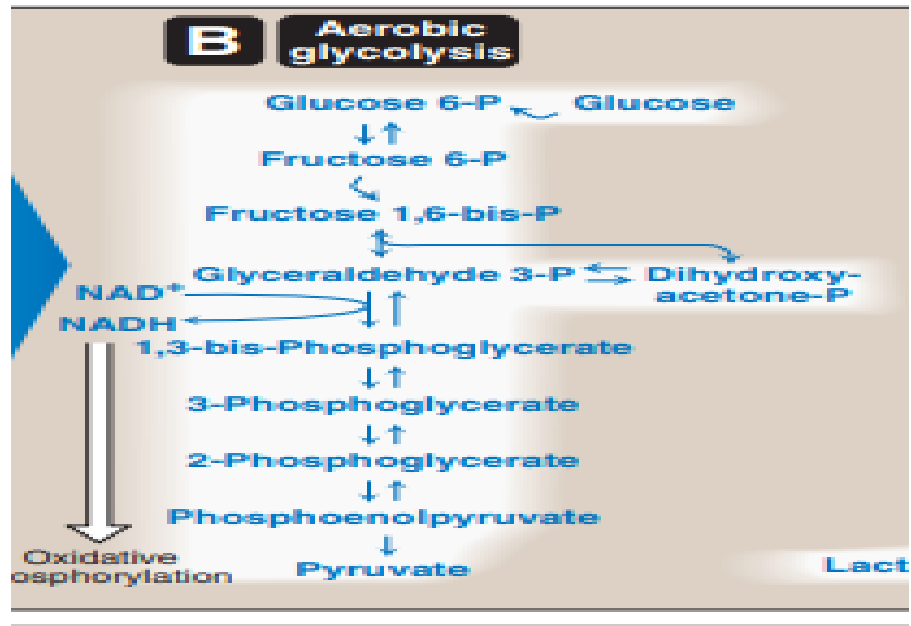 B Aerobic
glycolysis
Glucose 6-P Glucose
Fructose 6-P
Fructose 1,6-bis-P
Glyceraldehyde 3-P Dihydroxy-
acetone-P
NAD+
NADH
1,3-bis-Phosphoglycerate
3-Phosphoglycerate
2-Phosphoglycerate
Phosphoenolpyruvate
Oxidative
osphorylation
Pyruvate
Lact